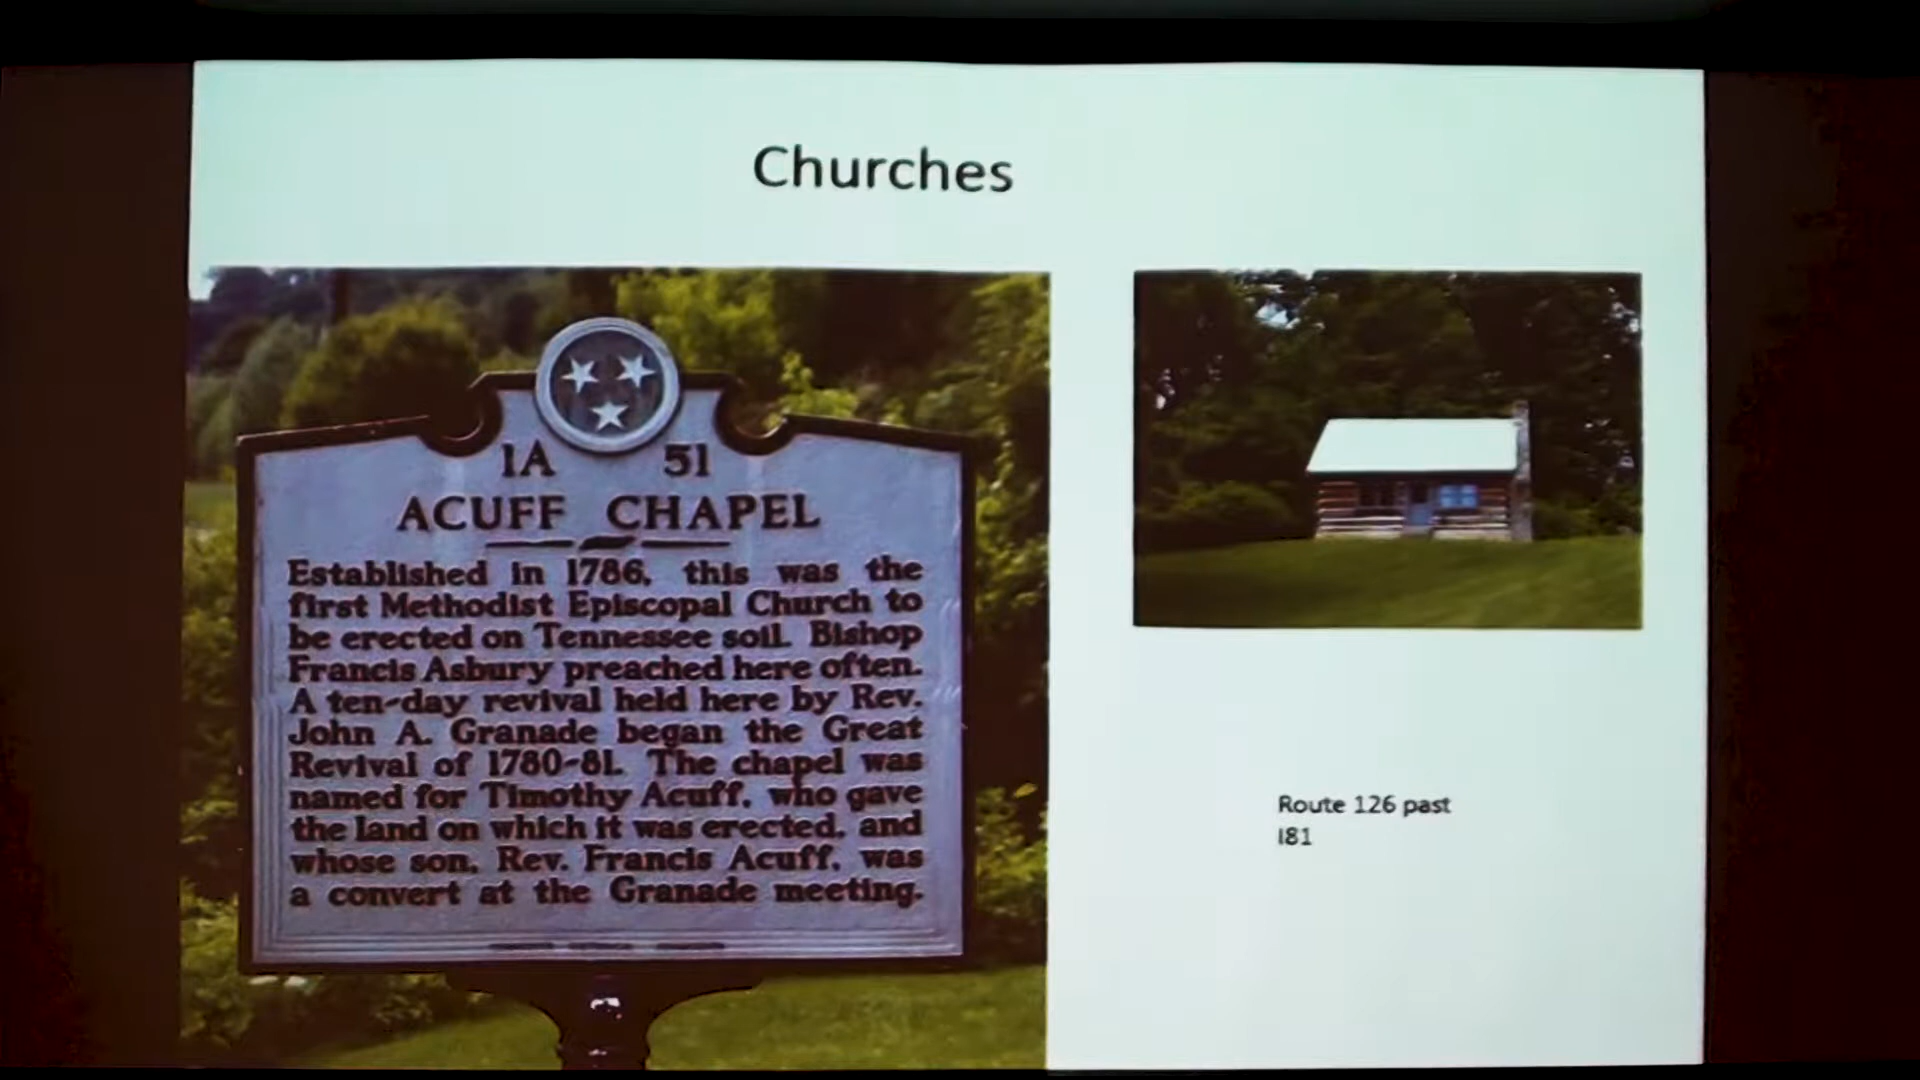 Churches
1A 51
ACUFF CHAPEL
Established in 1786, this was the
first Methodist Episcopal Church to
be erected on Tennessee soil. Bishop
Francis Asbury preached here often.
A ten-day revival held here by Rev.
John A. Granade began the Great
Revival of 1780-81. The chapel was
named for Timothy Acuff, who gave
the land on which it was erected, and
whose son, Rev. Francis Acuff, was
a convert at the Granade meeting.
Route 126 past
I81